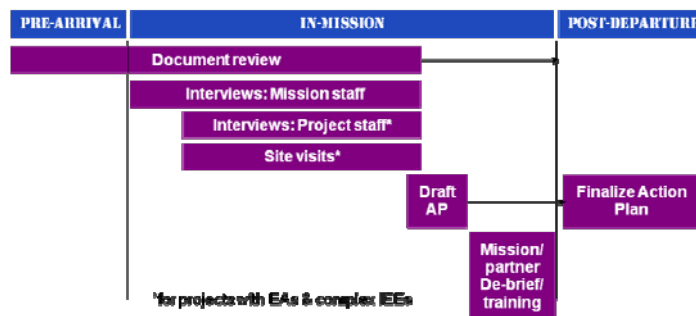 PRE-ARRIVAL
IN-MISSION
POST-DEPARTURE
Document review
Interviews: Mission staff
Interviews: Project staff*
Site visits*
Draft
AP
Finalize Action
Plan
Mission/
partner
De-brief/
training
*for projects with EAs & complex IEEs